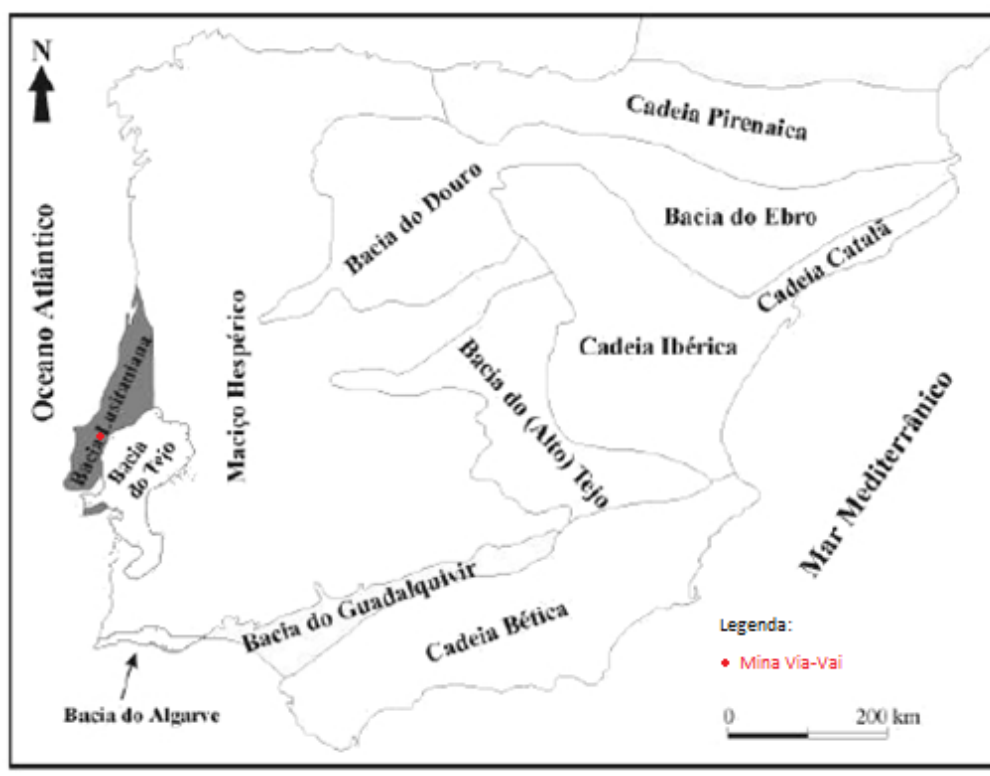 N
Cadeia Pirenaica
Bacia do Douro
Bacia do Ebro
Cadeia Catalã
Oceano Atlântico
Maciço Hespérico
Cadeia Ibérica
Bacia Lusitaniana
Bacia
do Tejo
Bacia do (Alto) Tejo
Mar Mediterrânico
Bacia do Guadalquivir
Cadeia Bética
Bacia do Algarve
Legenda:
Mina Via-Vai
0 200 km